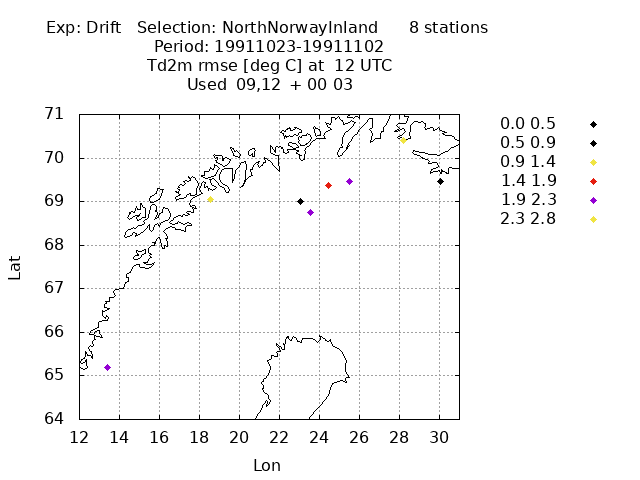 Exp: Drift Selection: NorthNorwayInland 8 stations
Period: 19911023-19911102
Td2m rmse [deg C] at 12 UTC
Used 09,12 + 00 03
0.0 0.5
0.5 0.9
0.9 1.4
1.4 1.9
1.9 2.3
2.3 2.8
71
70
69
68
67
66
65
64
Lat
12 14 16 18 20 22 24 26 28 30
Lon